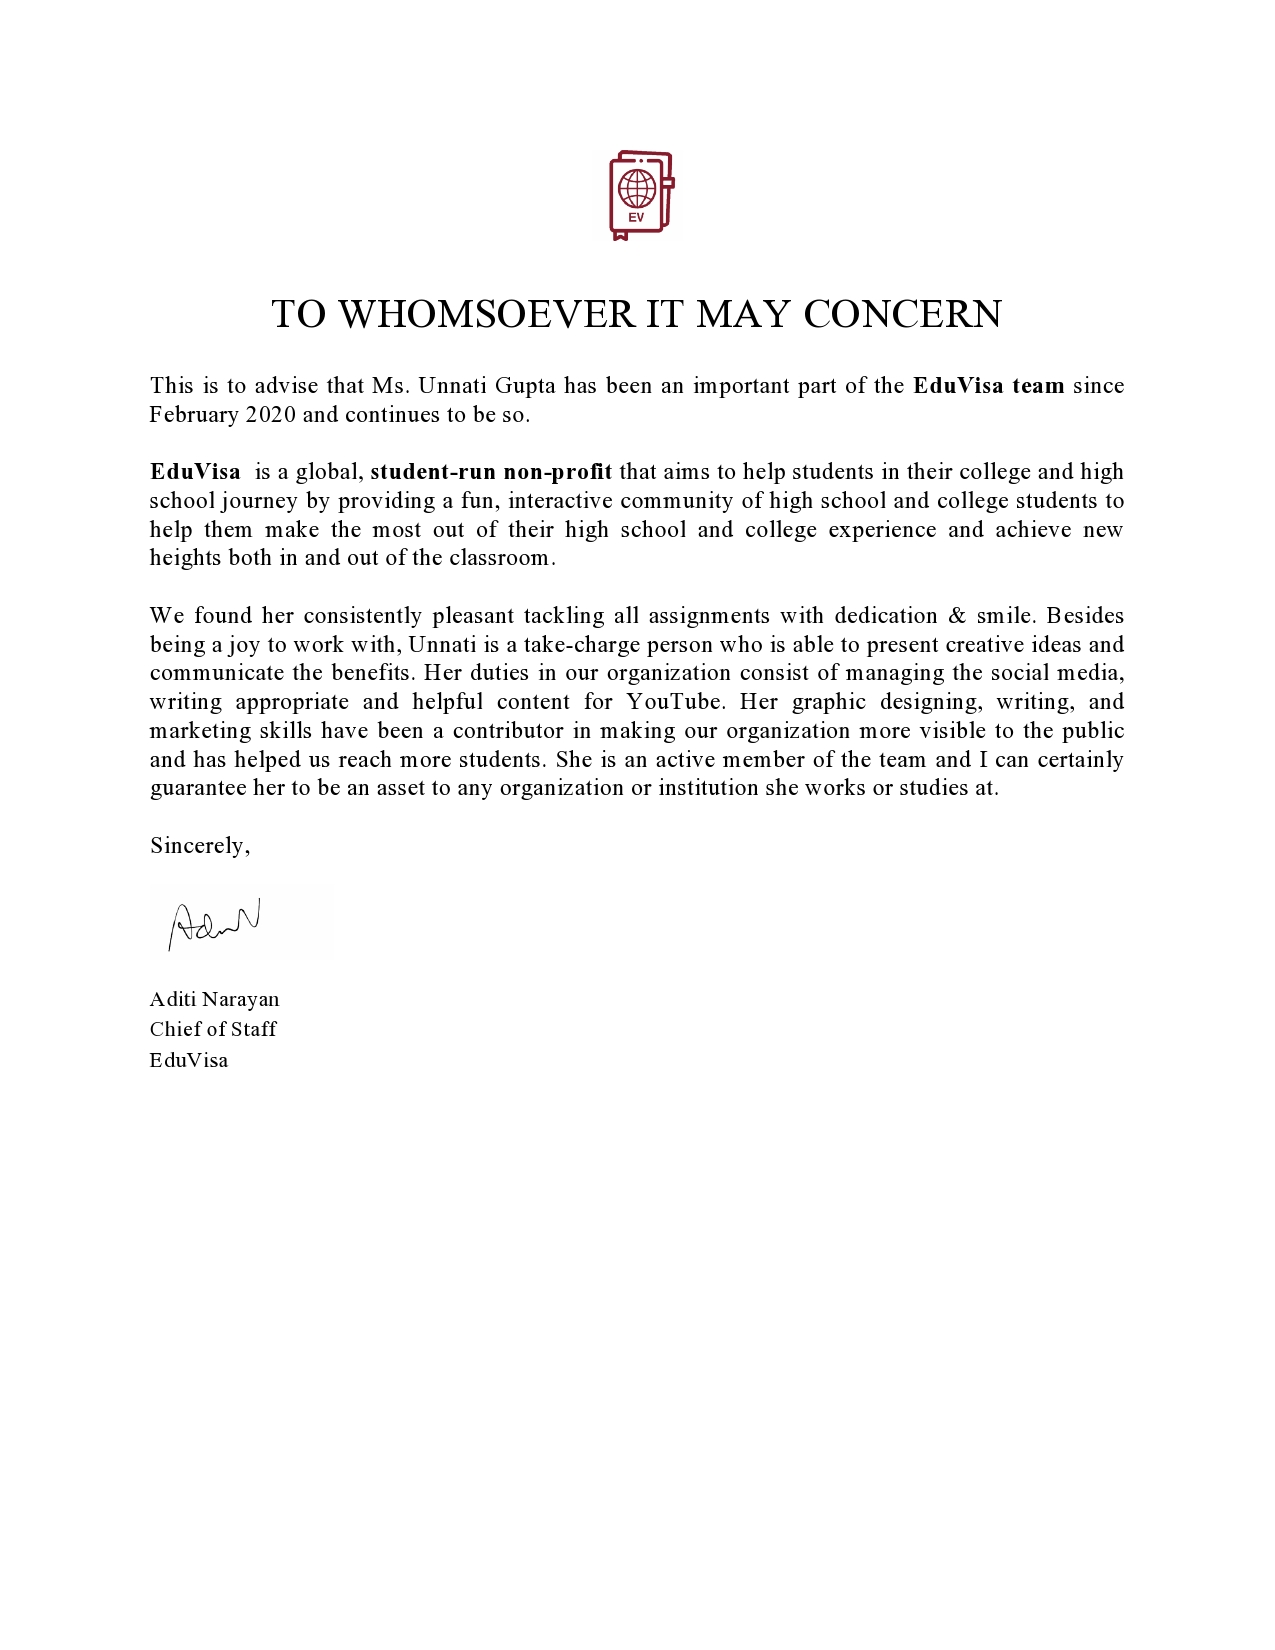 EV
TO WHOMSOEVER IT MAY CONCERN
This is to advise that Ms. Unnati Gupta has been an important part of the EduVisa team since
February 2020 and continues to be so.
EduVisa is a global, student-run non-profit that aims to help students in their college and high
school journey by providing a fun, interactive community of high school and college students to
help them make the most out of their high school and college experience and achieve new
heights both in and out of the classroom.
We found her consistently pleasant tackling all assignments with dedication & smile. Besides
being a joy to work with, Unnati is a take-charge person who is able to present creative ideas and
communicate the benefits. Her duties in our organization consist of managing the social media,
writing appropriate and helpful content for YouTube. Her graphic designing, writing, and
marketing skills have been a contributor in making our organization more visible to the public
and has helped us reach more students. She is an active member of the team and I can certainly
guarantee her to be an asset to any organization or institution she works or studies at.
Sincerely,
Aditi Narayan
Chief of Staff
EduVisa